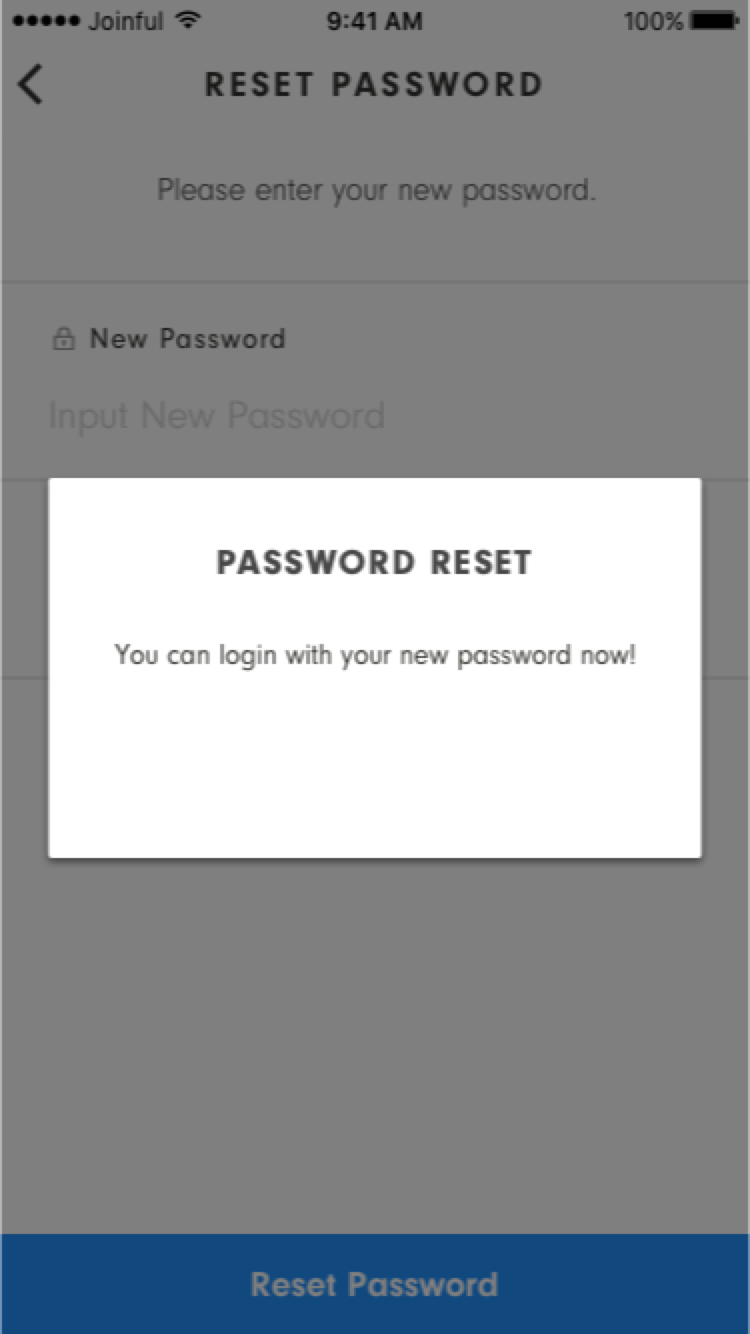 Joinful 9:41 AM 100%
RESET PASSWORD
Please enter your new password.
New Password
Input New Password
PASSWORD RESET
You can login with your new password now!
Reset Password